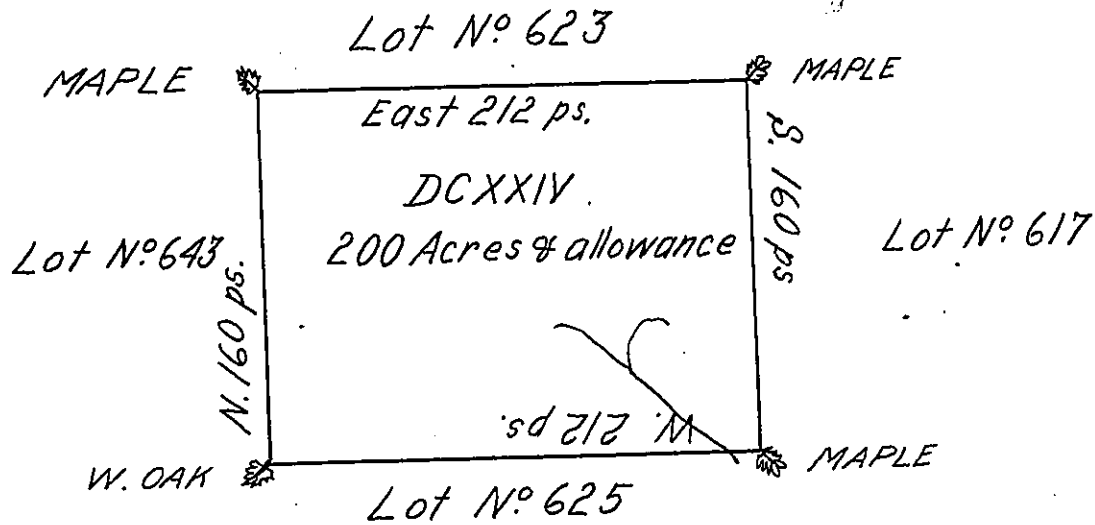 Lot Nº 623
MAPLE
MAPLE
East 212 ps.
S. 160 ps
DCXXIV.
200 Acres & allowance
Lot Nº 643
Lot Nº 617
N. 160 ps.
W. 212 ps.
W. OAK
MAPLE
Lot Nº 625